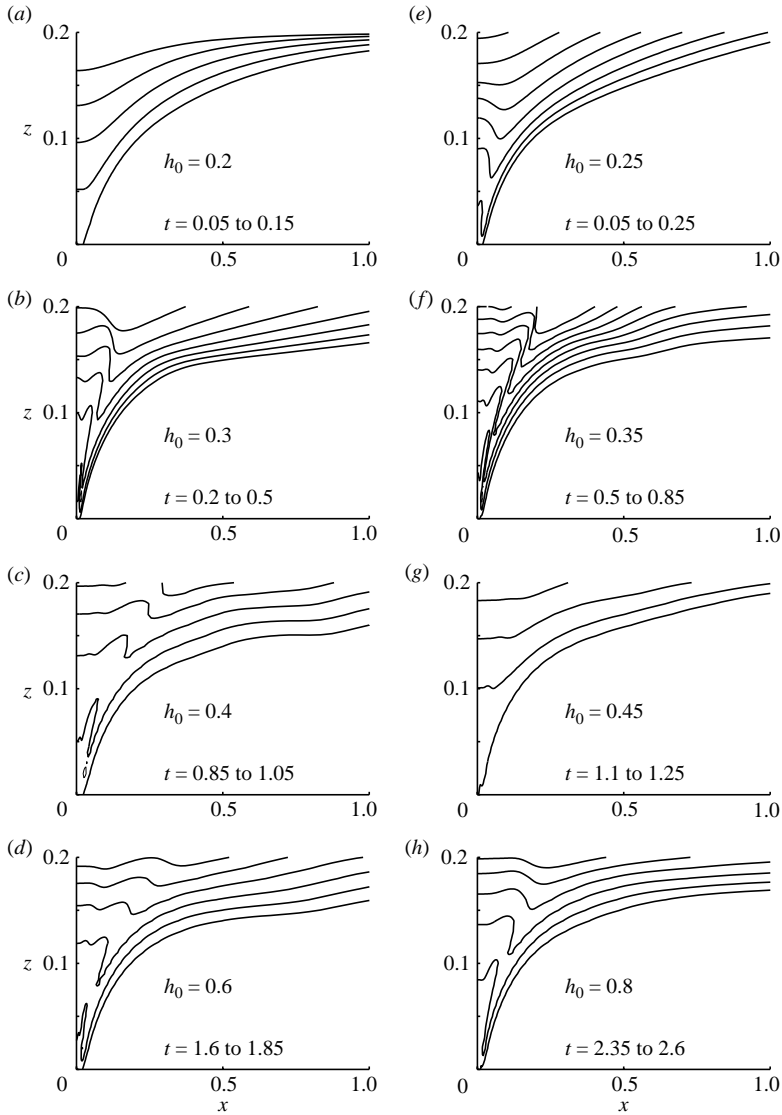 (a)
0.2
z
0.1
h0 = 0.2
t = 0.05 to 0.15
0
0.5
1.0
(e)
0.2
0.1
h0 = 0.25
t = 0.05 to 0.25
0
0.5
1.0
(b)
0.2
z
0.1
h0 = 0.3
t = 0.2 to 0.5
0
0.5
1.0
(f)
0.2
0.1
h0 = 0.35
t = 0.5 to 0.85
0
0.5
1.0
(c)
0.2
z
0.1
h0 = 0.4
t = 0.85 to 1.05
0
0.5
1.0
(g)
0.2
0.1
h0 = 0.45
t = 1.1 to 1.25
0
0.5
1.0
(d)
0.2
z
0.1
h0 = 0.6
t = 1.6 to 1.85
0
0.5
1.0
x
(h)
0.2
0.1
h0 = 0.8
t = 2.35 to 2.6
0
0.5
1.0
x